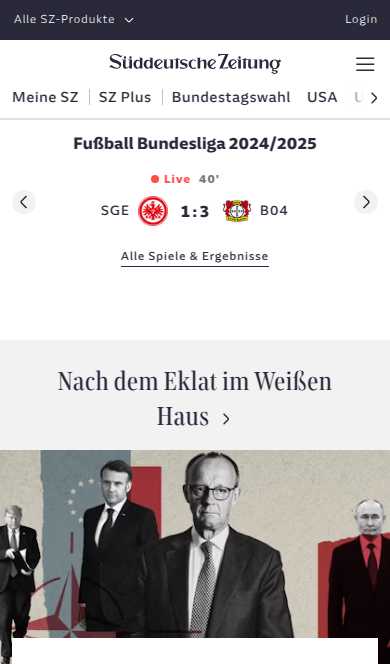 Alle SZ-Produkte
Login
Süddeutsche Zeitung
Meine SZ
SZ Plus
Bundestagswahl
USA
Fußball Bundesliga 2024/2025
Live 40'
SGE 1:3 B04
Alle Spiele & Ergebnisse
Nach dem Eklat im Weißen
Haus